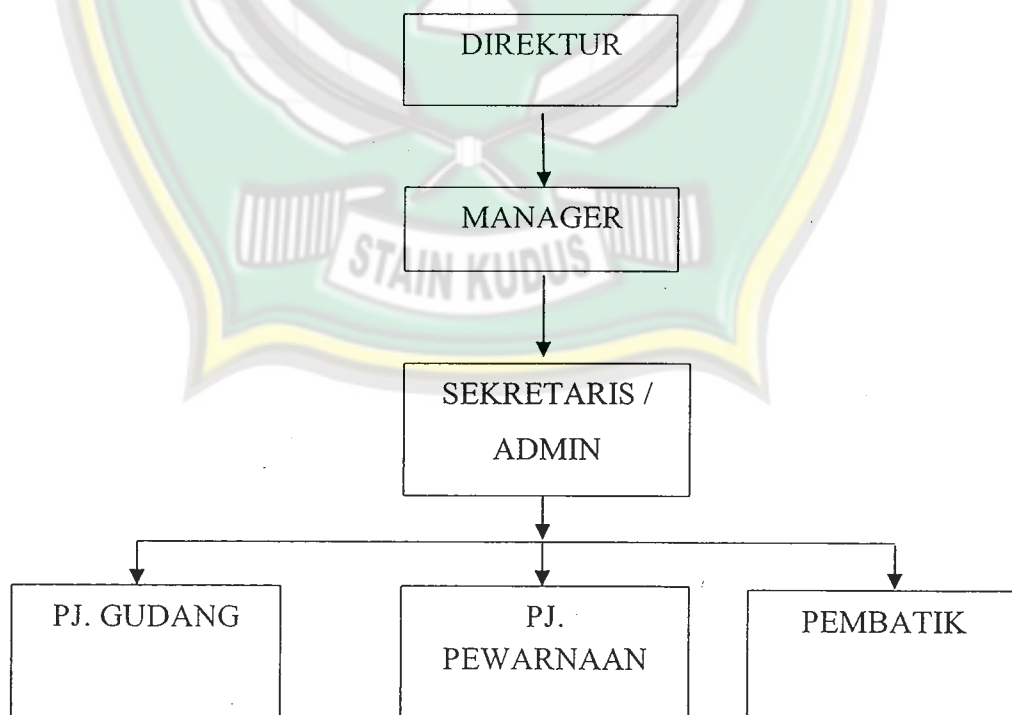 DIREKTUR
MANAGER
STAIN KUDUS
SEKRETARIS /
ADMIN
PJ. GUDANG
PJ.
PEWARNAAN
PEMBATIK